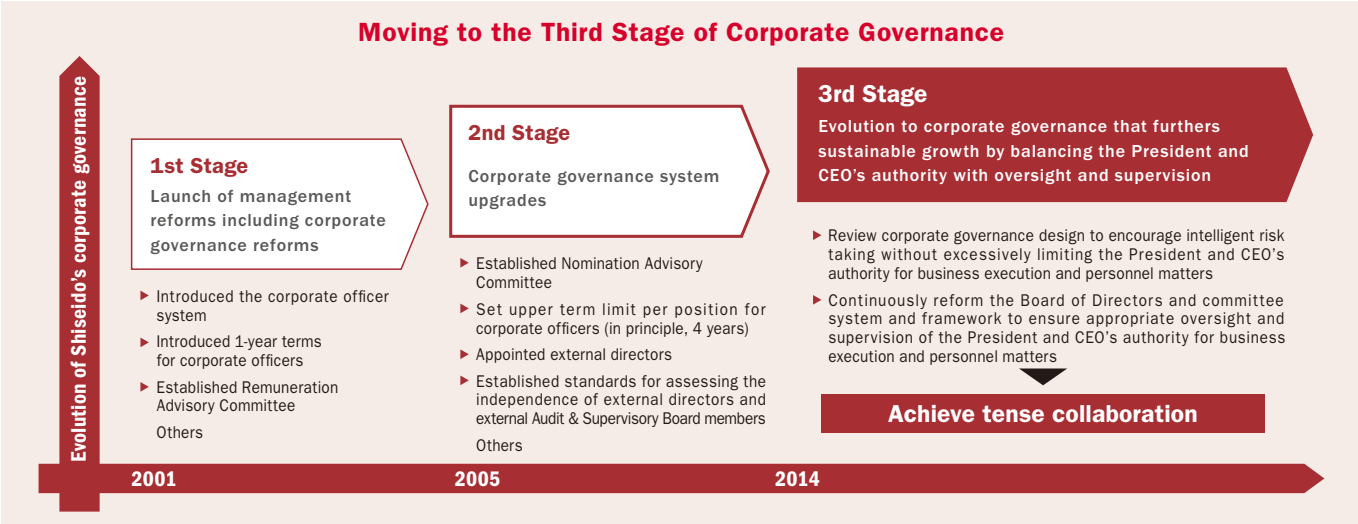 Moving to the Third Stage of Corporate Governance
Evolution of Shiseido's corporate governance
1st Stage
Launch of management
reforms including corporate
governance reforms
Introduced the corporate officer
system
Introduced 1-year terms
for corporate officers
Established Remuneration
Advisory Committee
Others
2nd Stage
Corporate governance system
upgrades
Established Nomination Advisory
Committee
Set upper term limit per position for
corporate officers (in principle, 4 years)
Appointed external directors
Established standards for assessing the
independence of external directors and
external Audit & Supervisory Board members
Others
3rd Stage
Evolution to corporate governance that furthers
sustainable growth by balancing the President and
CEO's authority with oversight and supervision
Review corporate governance design to encourage intelligent risk
taking without excessively limiting the President and CEO's
authority for business execution and personnel matters
Continuously reform the Board of Directors and committee
system and framework to ensure appropriate oversight and
supervision of the President and CEO's authority for business
execution and personnel matters
Achieve tense collaboration
2001
2005
2014